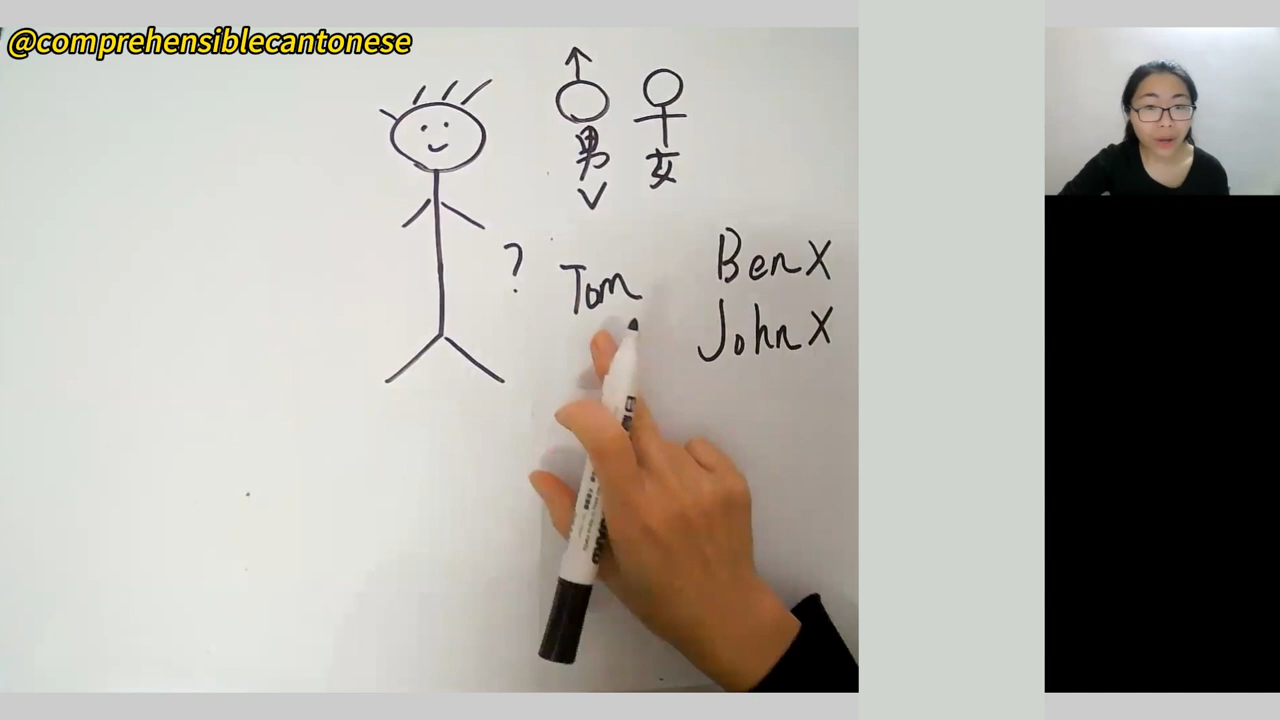 @comprehensiblecantonese
男 女
V
?
Tom
Ben X
John X